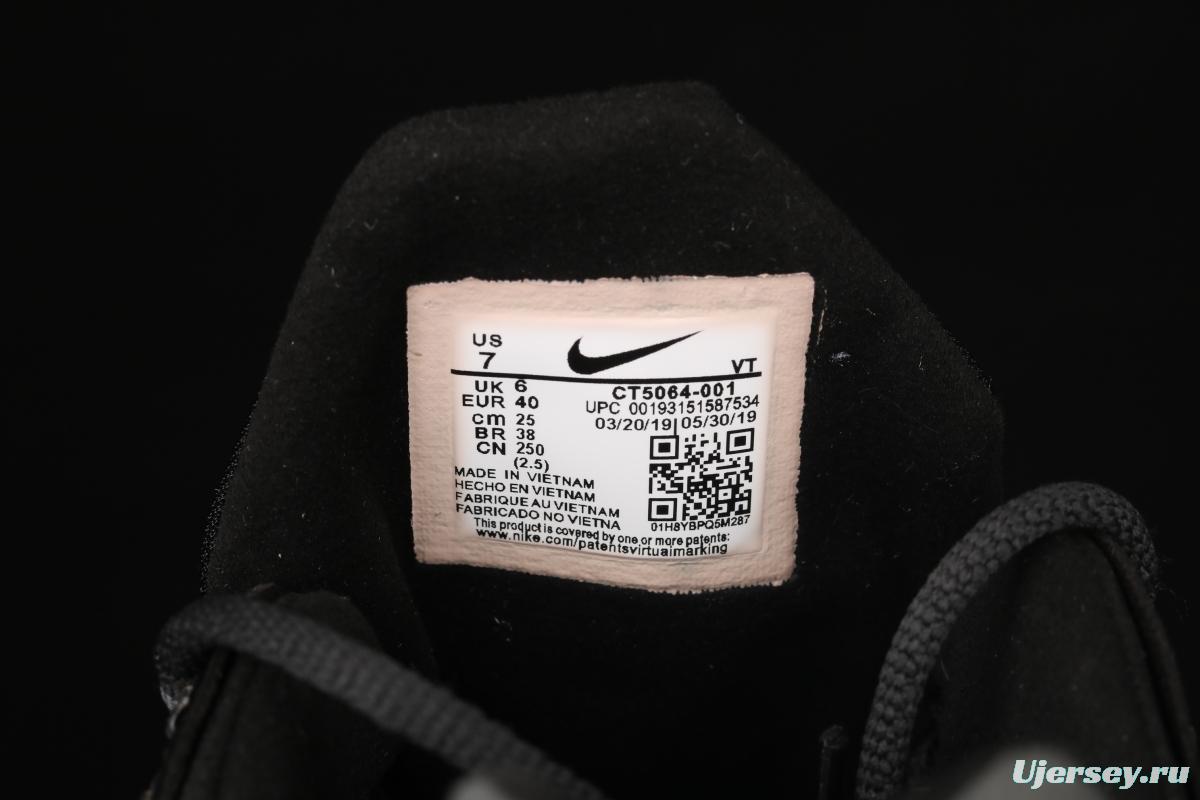 US
7
VT
UK 6
EUR 40
cm 25
BR 38
CN 250
(2.5)
CT5064-001
UPC 00193151587534
03/20/19|05/30/19
01H8YBPQ5M287
MADE IN VIETNAM
HECHO EN VIETNAM
FABRIQUE AU VIETNAM
FABRICADO NO VIETNA
This product is covered by one or more patents:
www.nike.com/patentsvirtuaimarking
Ujersey.ru